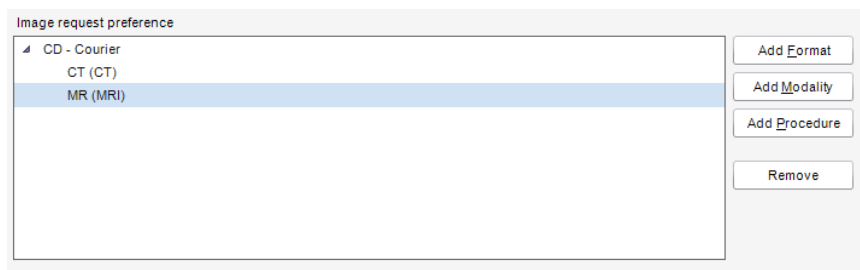 Image request preference
CD - Courier
CT (CT)
MR (MRI)
Add Format
Add Modality
Add Procedure
Remove